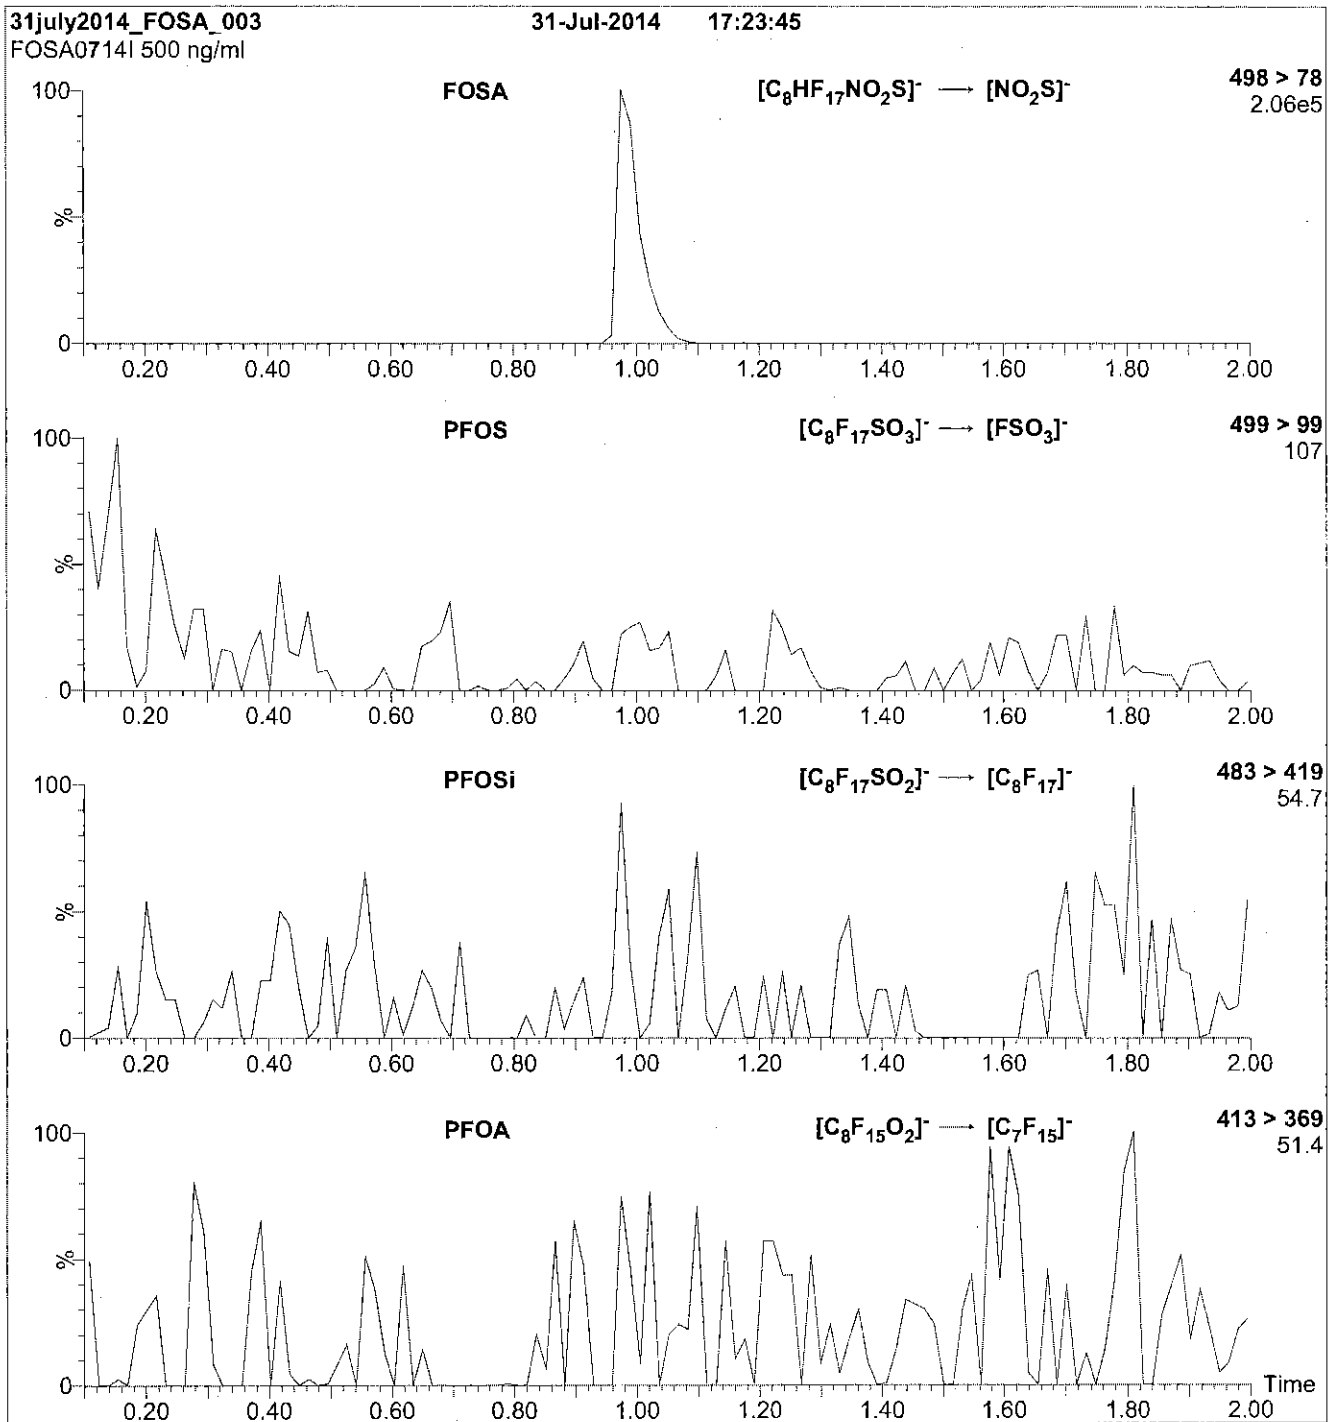 31july2014_FOSA_003 31-Jul-2014 17:23:45
FOSA0714I 500 ng/ml
FOSA [C8HF17NO2S]- → [NO2S]- 498 > 78
2.06e5
100
%
0
0.20 0.40 0.60 0.80 1.00 1.20 1.40 1.60 1.80 2.00
PFOS [C8F17SO3]- → [FSO3]- 499 > 99
107
100
%
0
0.20 0.40 0.60 0.80 1.00 1.20 1.40 1.60 1.80 2.00
PFOSi [C8F17SO2]- → [C8F17]- 483 > 419
54.7
100
%
0
0.20 0.40 0.60 0.80 1.00 1.20 1.40 1.60 1.80 2.00
PFOA [C8F15O2]- → [C7F15]- 413 > 369
51.4
100
%
0
Time
0.20 0.40 0.60 0.80 1.00 1.20 1.40 1.60 1.80 2.00